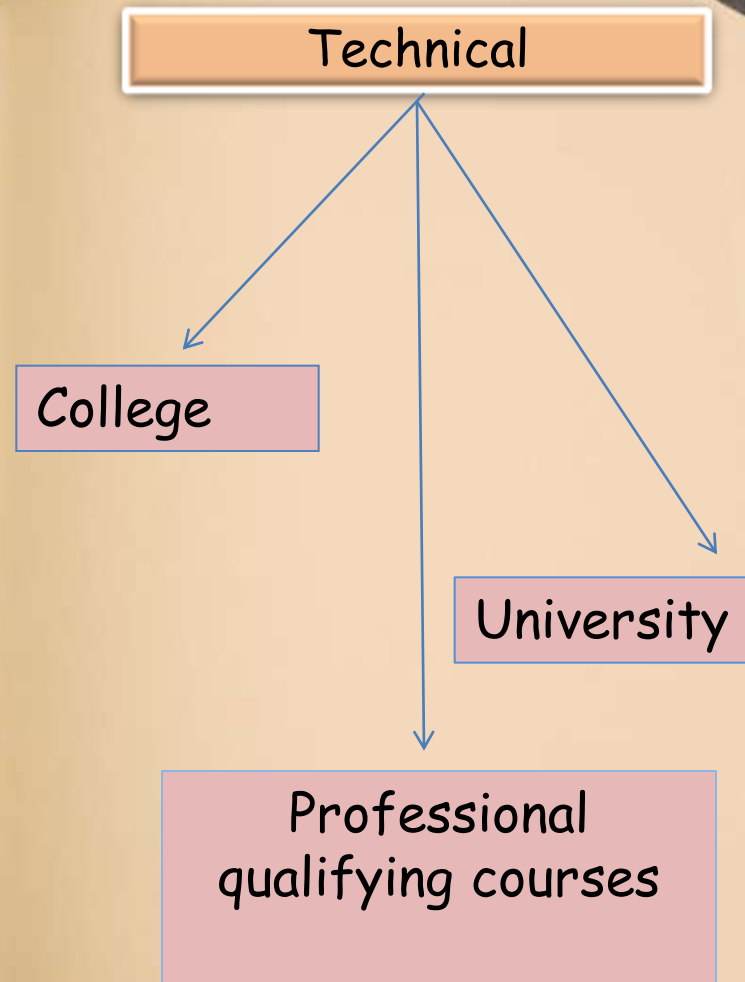 Technical
College
University
Professional
qualifying courses